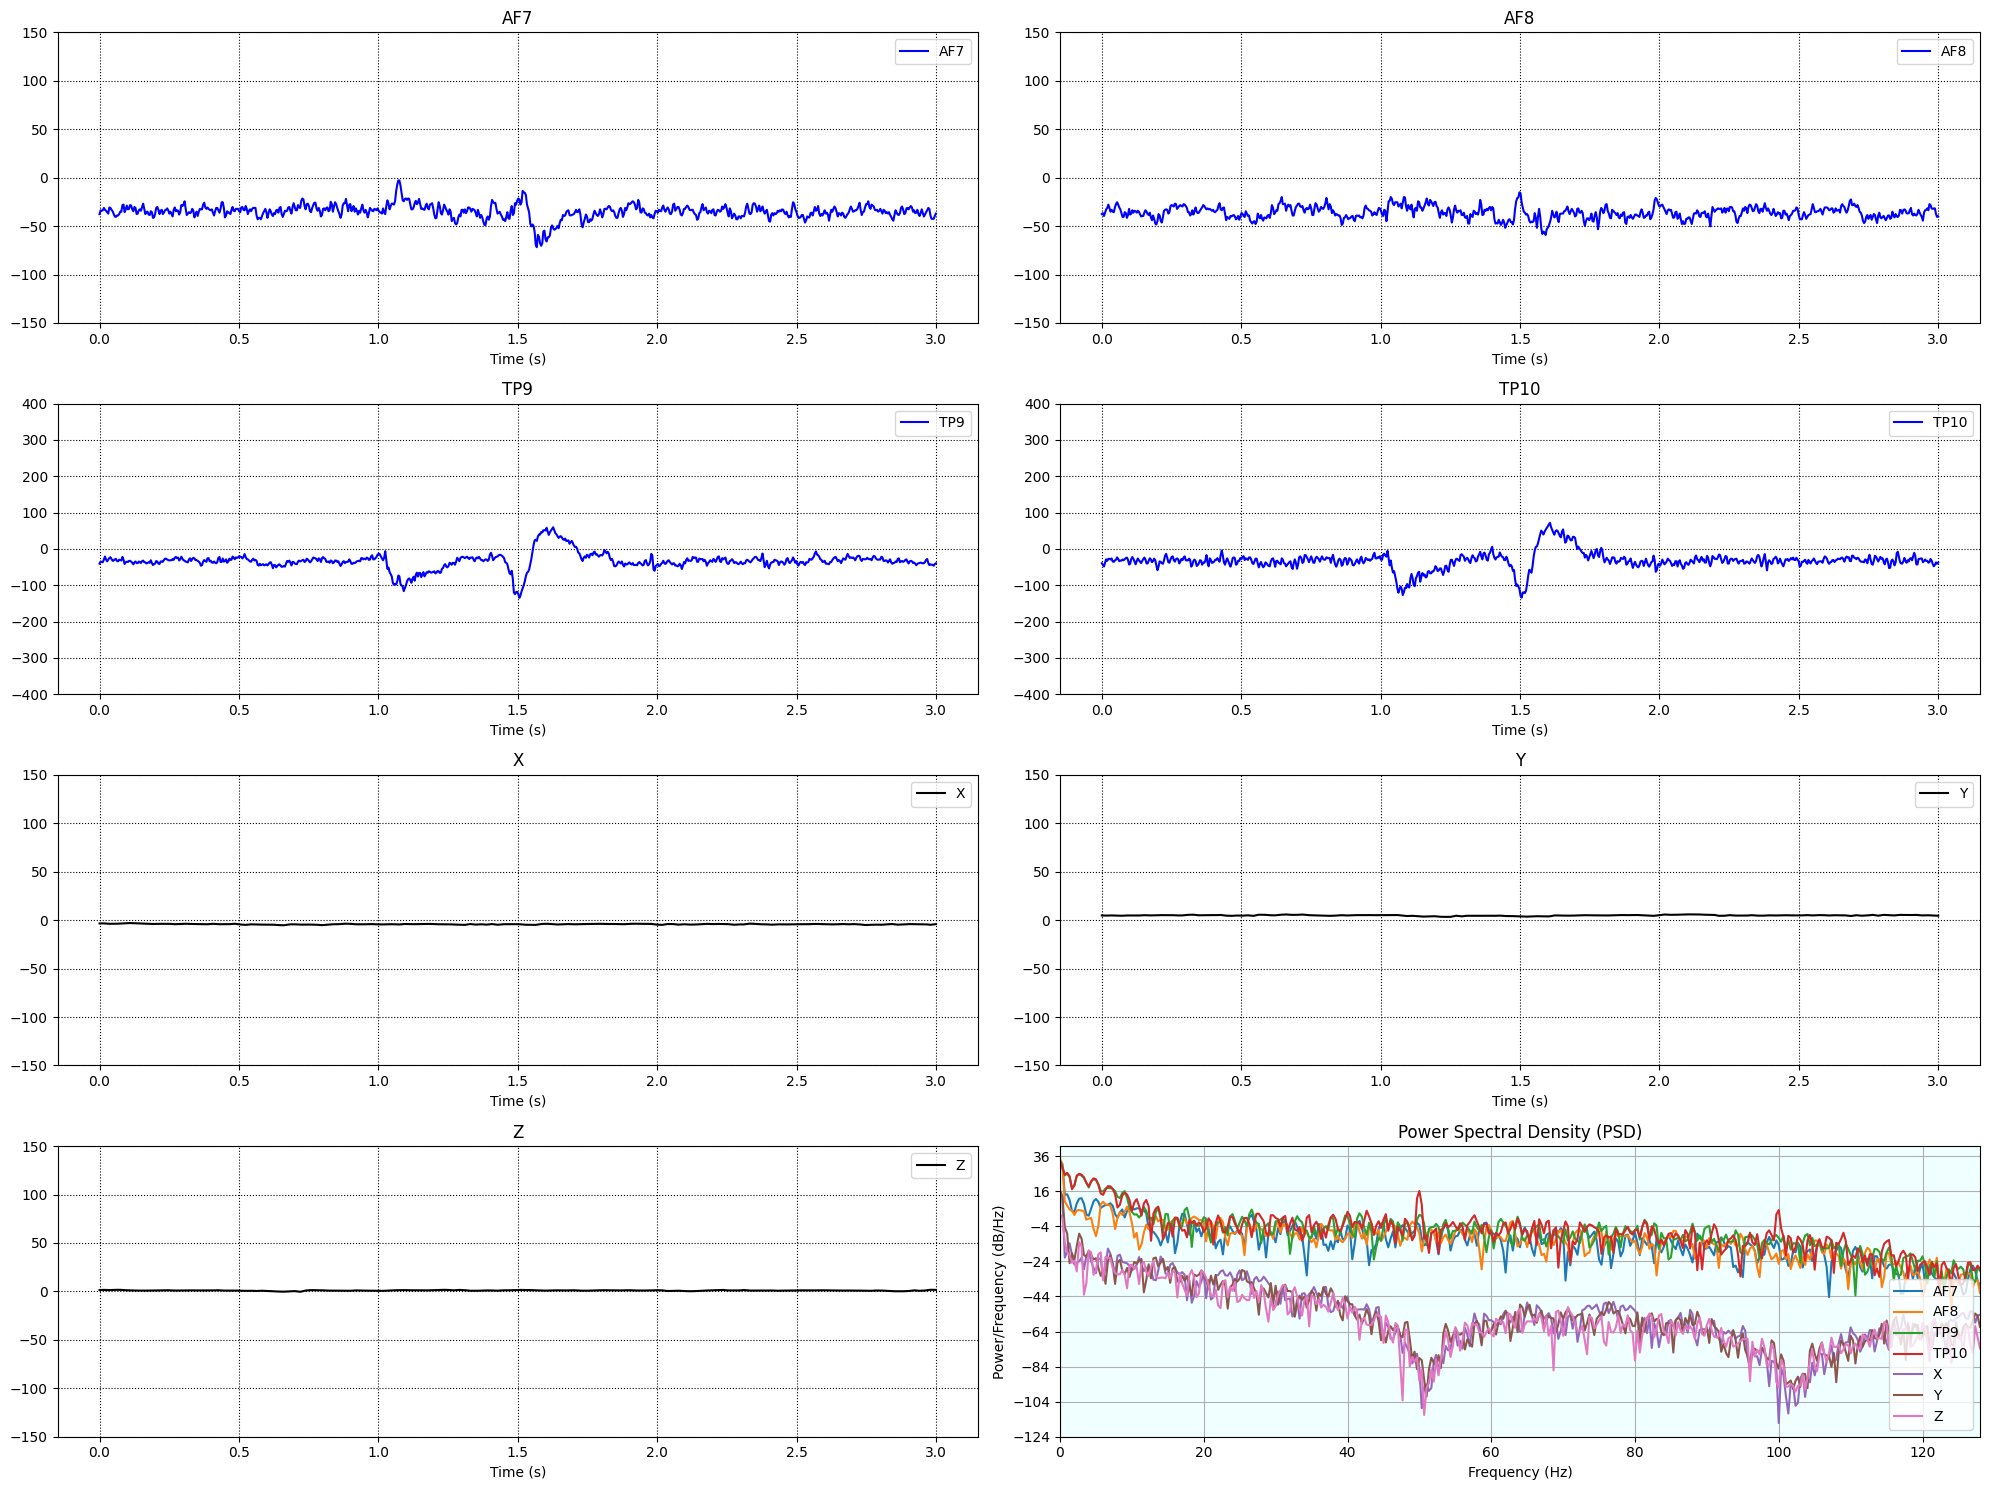 AF7
150
100
50
0
−50
−100
−150
AF7
0.0 0.5 1.0 1.5 2.0 2.5 3.0
Time (s)
AF8
150
100
50
0
−50
−100
−150
AF8
0.0 0.5 1.0 1.5 2.0 2.5 3.0
Time (s)
TP9
400
300
200
100
0
−100
−200
−300
−400
TP9
0.0 0.5 1.0 1.5 2.0 2.5 3.0
Time (s)
TP10
400
300
200
100
0
−100
−200
−300
−400
TP10
0.0 0.5 1.0 1.5 2.0 2.5 3.0
Time (s)
X
150
100
50
0
−50
−100
−150
X
0.0 0.5 1.0 1.5 2.0 2.5 3.0
Time (s)
Y
150
100
50
0
−50
−100
−150
Y
0.0 0.5 1.0 1.5 2.0 2.5 3.0
Time (s)
Z
150
100
50
0
−50
−100
−150
Z
0.0 0.5 1.0 1.5 2.0 2.5 3.0
Time (s)
Power Spectral Density (PSD)
Power/Frequency (dB/Hz)
36
16
−4
−24
−44
−64
−84
−104
−124
AF7
AF8
TP9
TP10
X
Y
Z
0 20 40 60 80 100 120
Frequency (Hz)